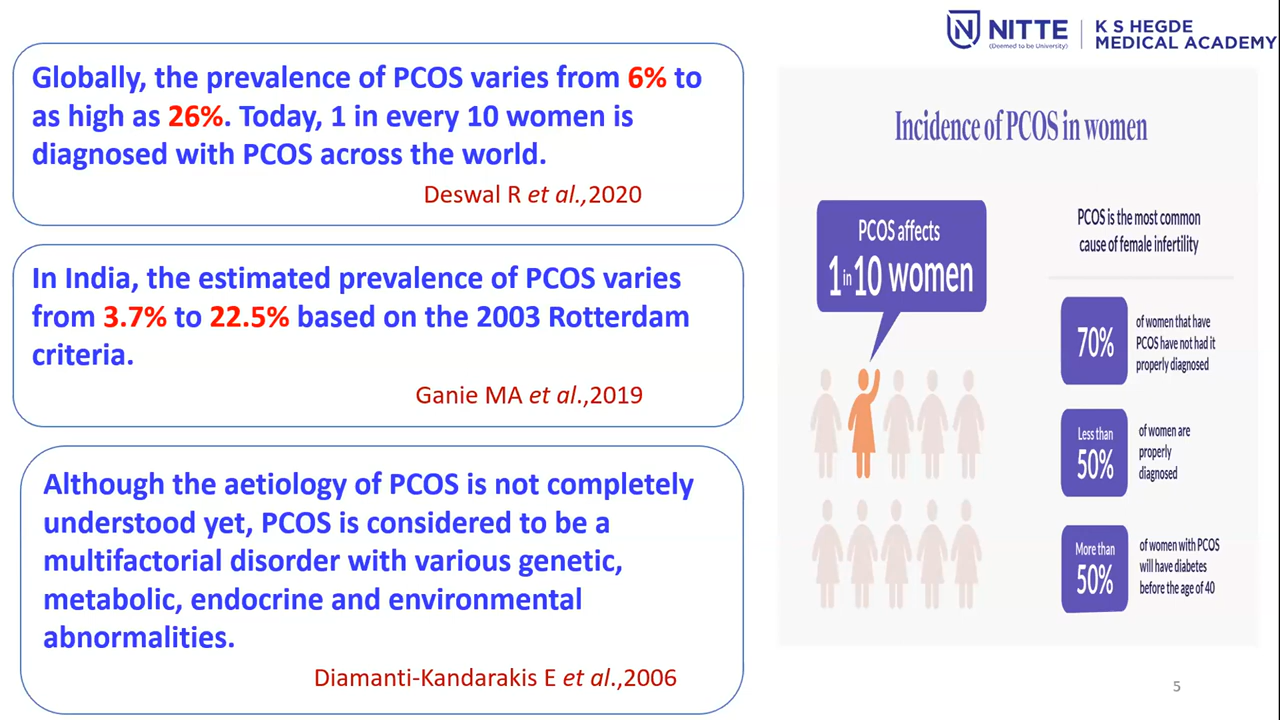 NITTE
(Deemed to be University)
K S HEGDE
MEDICAL ACADEMY
Globally, the prevalence of PCOS varies from 6% to
as high as 26%. Today, 1 in every 10 women is
diagnosed with PCOS across the world.
Deswal R et al.,2020
In India, the estimated prevalence of PCOS varies
from 3.7% to 22.5% based on the 2003 Rotterdam
criteria.
Ganie MA et al.,2019
Although the aetiology of PCOS is not completely
understood yet, PCOS is considered to be a
multifactorial disorder with various genetic,
metabolic, endocrine and environmental
abnormalities.
Diamanti-Kandarakis E et al.,2006
Incidence of PCOS in women
PCOS affects
1 in 10 women
PCOS is the most common
cause of female infertility
70%
of women that have
PCOS have not had it
properly diagnosed
Less than
50%
of women are
properly
diagnosed
More than
50%
of women with PCOS
will have diabetes
before the age of 40
5